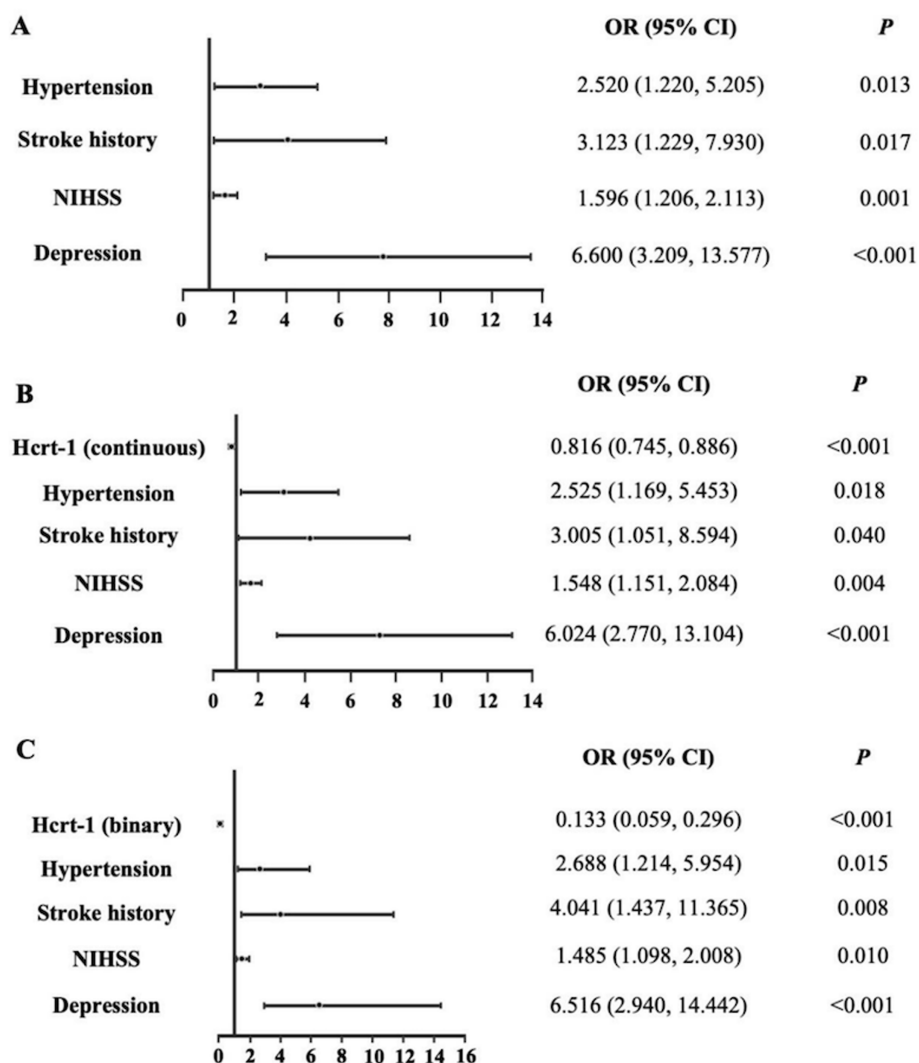 A OR (95% CI) P
Hypertension 2.520 (1.220, 5.205) 0.013
Stroke history 3.123 (1.229, 7.930) 0.017
NIHSS 1.596 (1.206, 2.113) 0.001
Depression 6.600 (3.209, 13.577) <0.001
0 2 4 6 8 10 12 14
B OR (95% CI) P
Hcrt-1 (continuous) 0.816 (0.745, 0.886) <0.001
Hypertension 2.525 (1.169, 5.453) 0.018
Stroke history 3.005 (1.051, 8.594) 0.040
NIHSS 1.548 (1.151, 2.084) 0.004
Depression 6.024 (2.770, 13.104) <0.001
0 2 4 6 8 10 12 14
C OR (95% CI) P
Hcrt-1 (binary) 0.133 (0.059, 0.296) <0.001
Hypertension 2.688 (1.214, 5.954) 0.015
Stroke history 4.041 (1.437, 11.365) 0.008
NIHSS 1.485 (1.098, 2.008) 0.010
Depression 6.516 (2.940, 14.442) <0.001
0 2 4 6 8 10 12 14 16